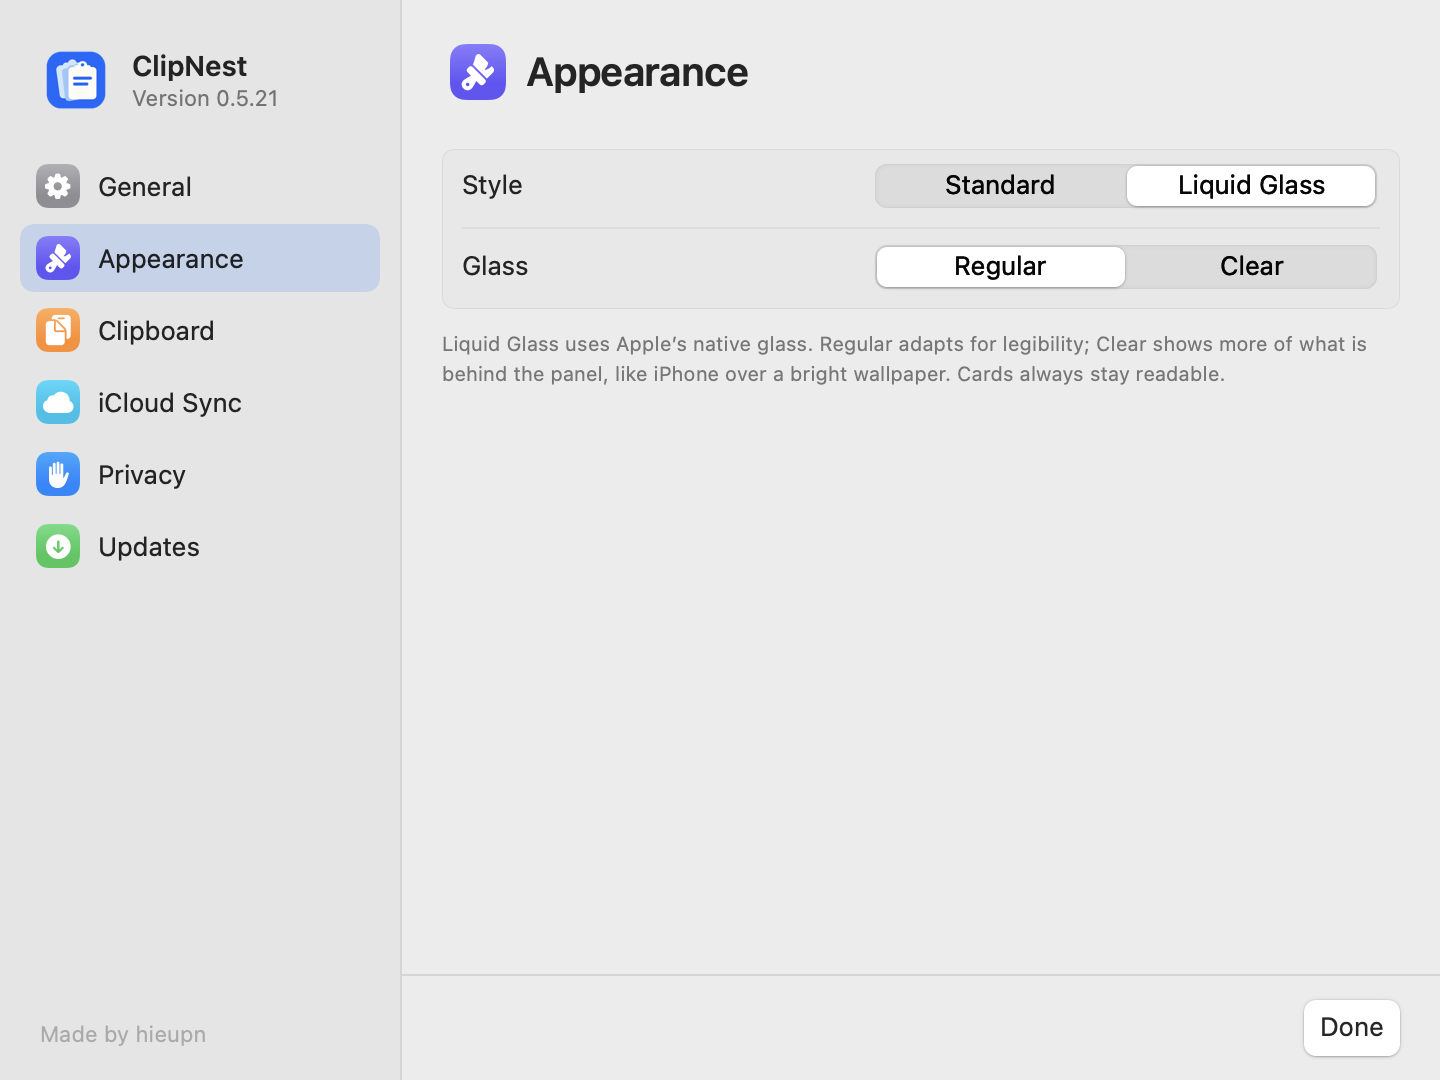 ClipNest
Version 0.5.21
General
Appearance
Clipboard
iCloud Sync
Privacy
Updates
Made by hieupn
Appearance
Style
Standard
Liquid Glass
Glass
Regular
Clear
Liquid Glass uses Apple’s native glass. Regular adapts for legibility; Clear shows more of what is
behind the panel, like iPhone over a bright wallpaper. Cards always stay readable.
Done